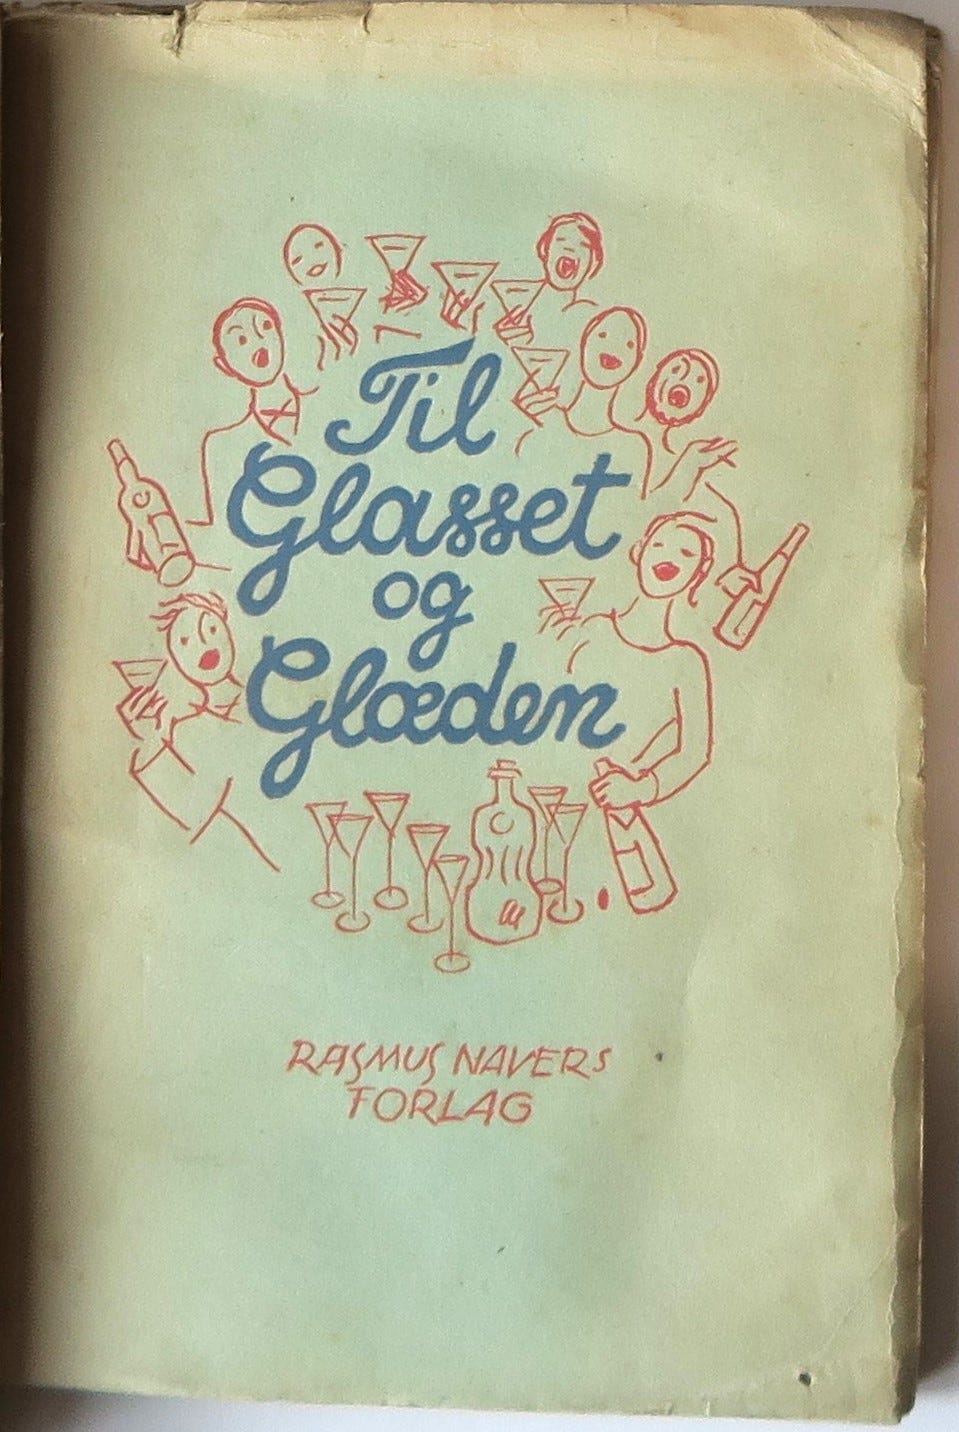 Til
Glasset
og
Glæden
RASMUS NAVERS
FORLAG